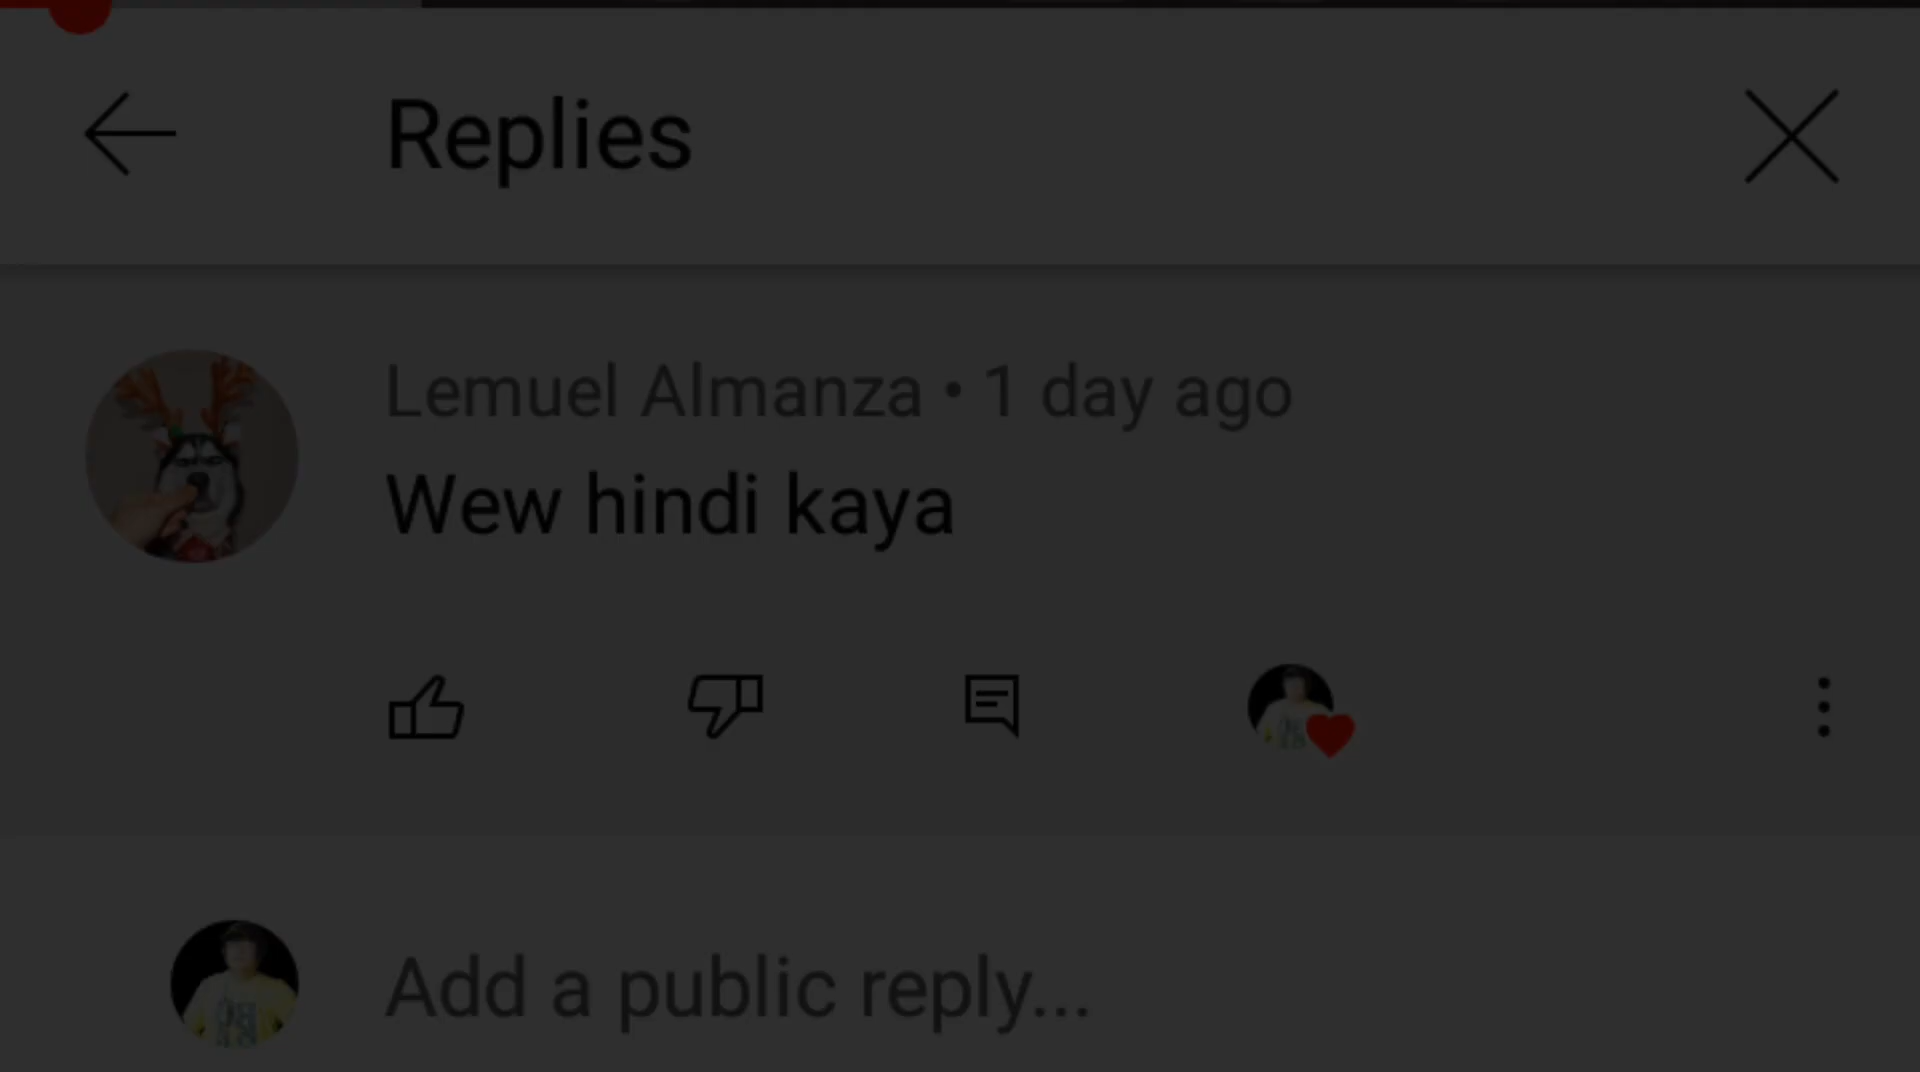 Replies
Lemuel Almanza • 1 day ago
Wew hindi kaya
Add a public reply...